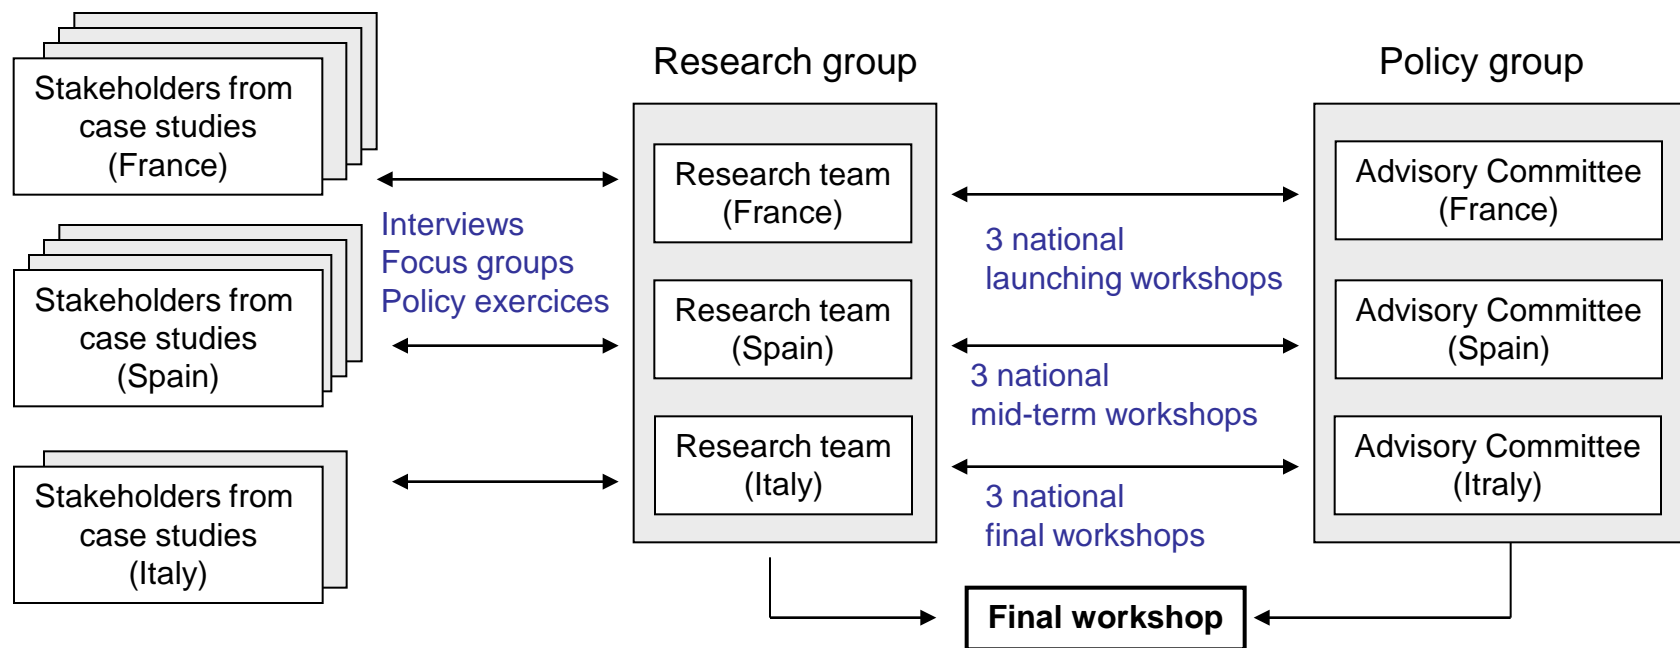 Research group
Policy group
Stakeholders from
case studies
(France)
Stakeholders from
case studies
(Spain)
Stakeholders from
case studies
(Italy)
Interviews
Focus groups
Policy exercices
Research team
(France)
Research team
(Spain)
Research team
(Italy)
3 national
launching workshops
3 national
mid-term workshops
3 national
final workshops
Advisory Committee
(France)
Advisory Committee
(Spain)
Advisory Committee
(Itraly)
Final workshop